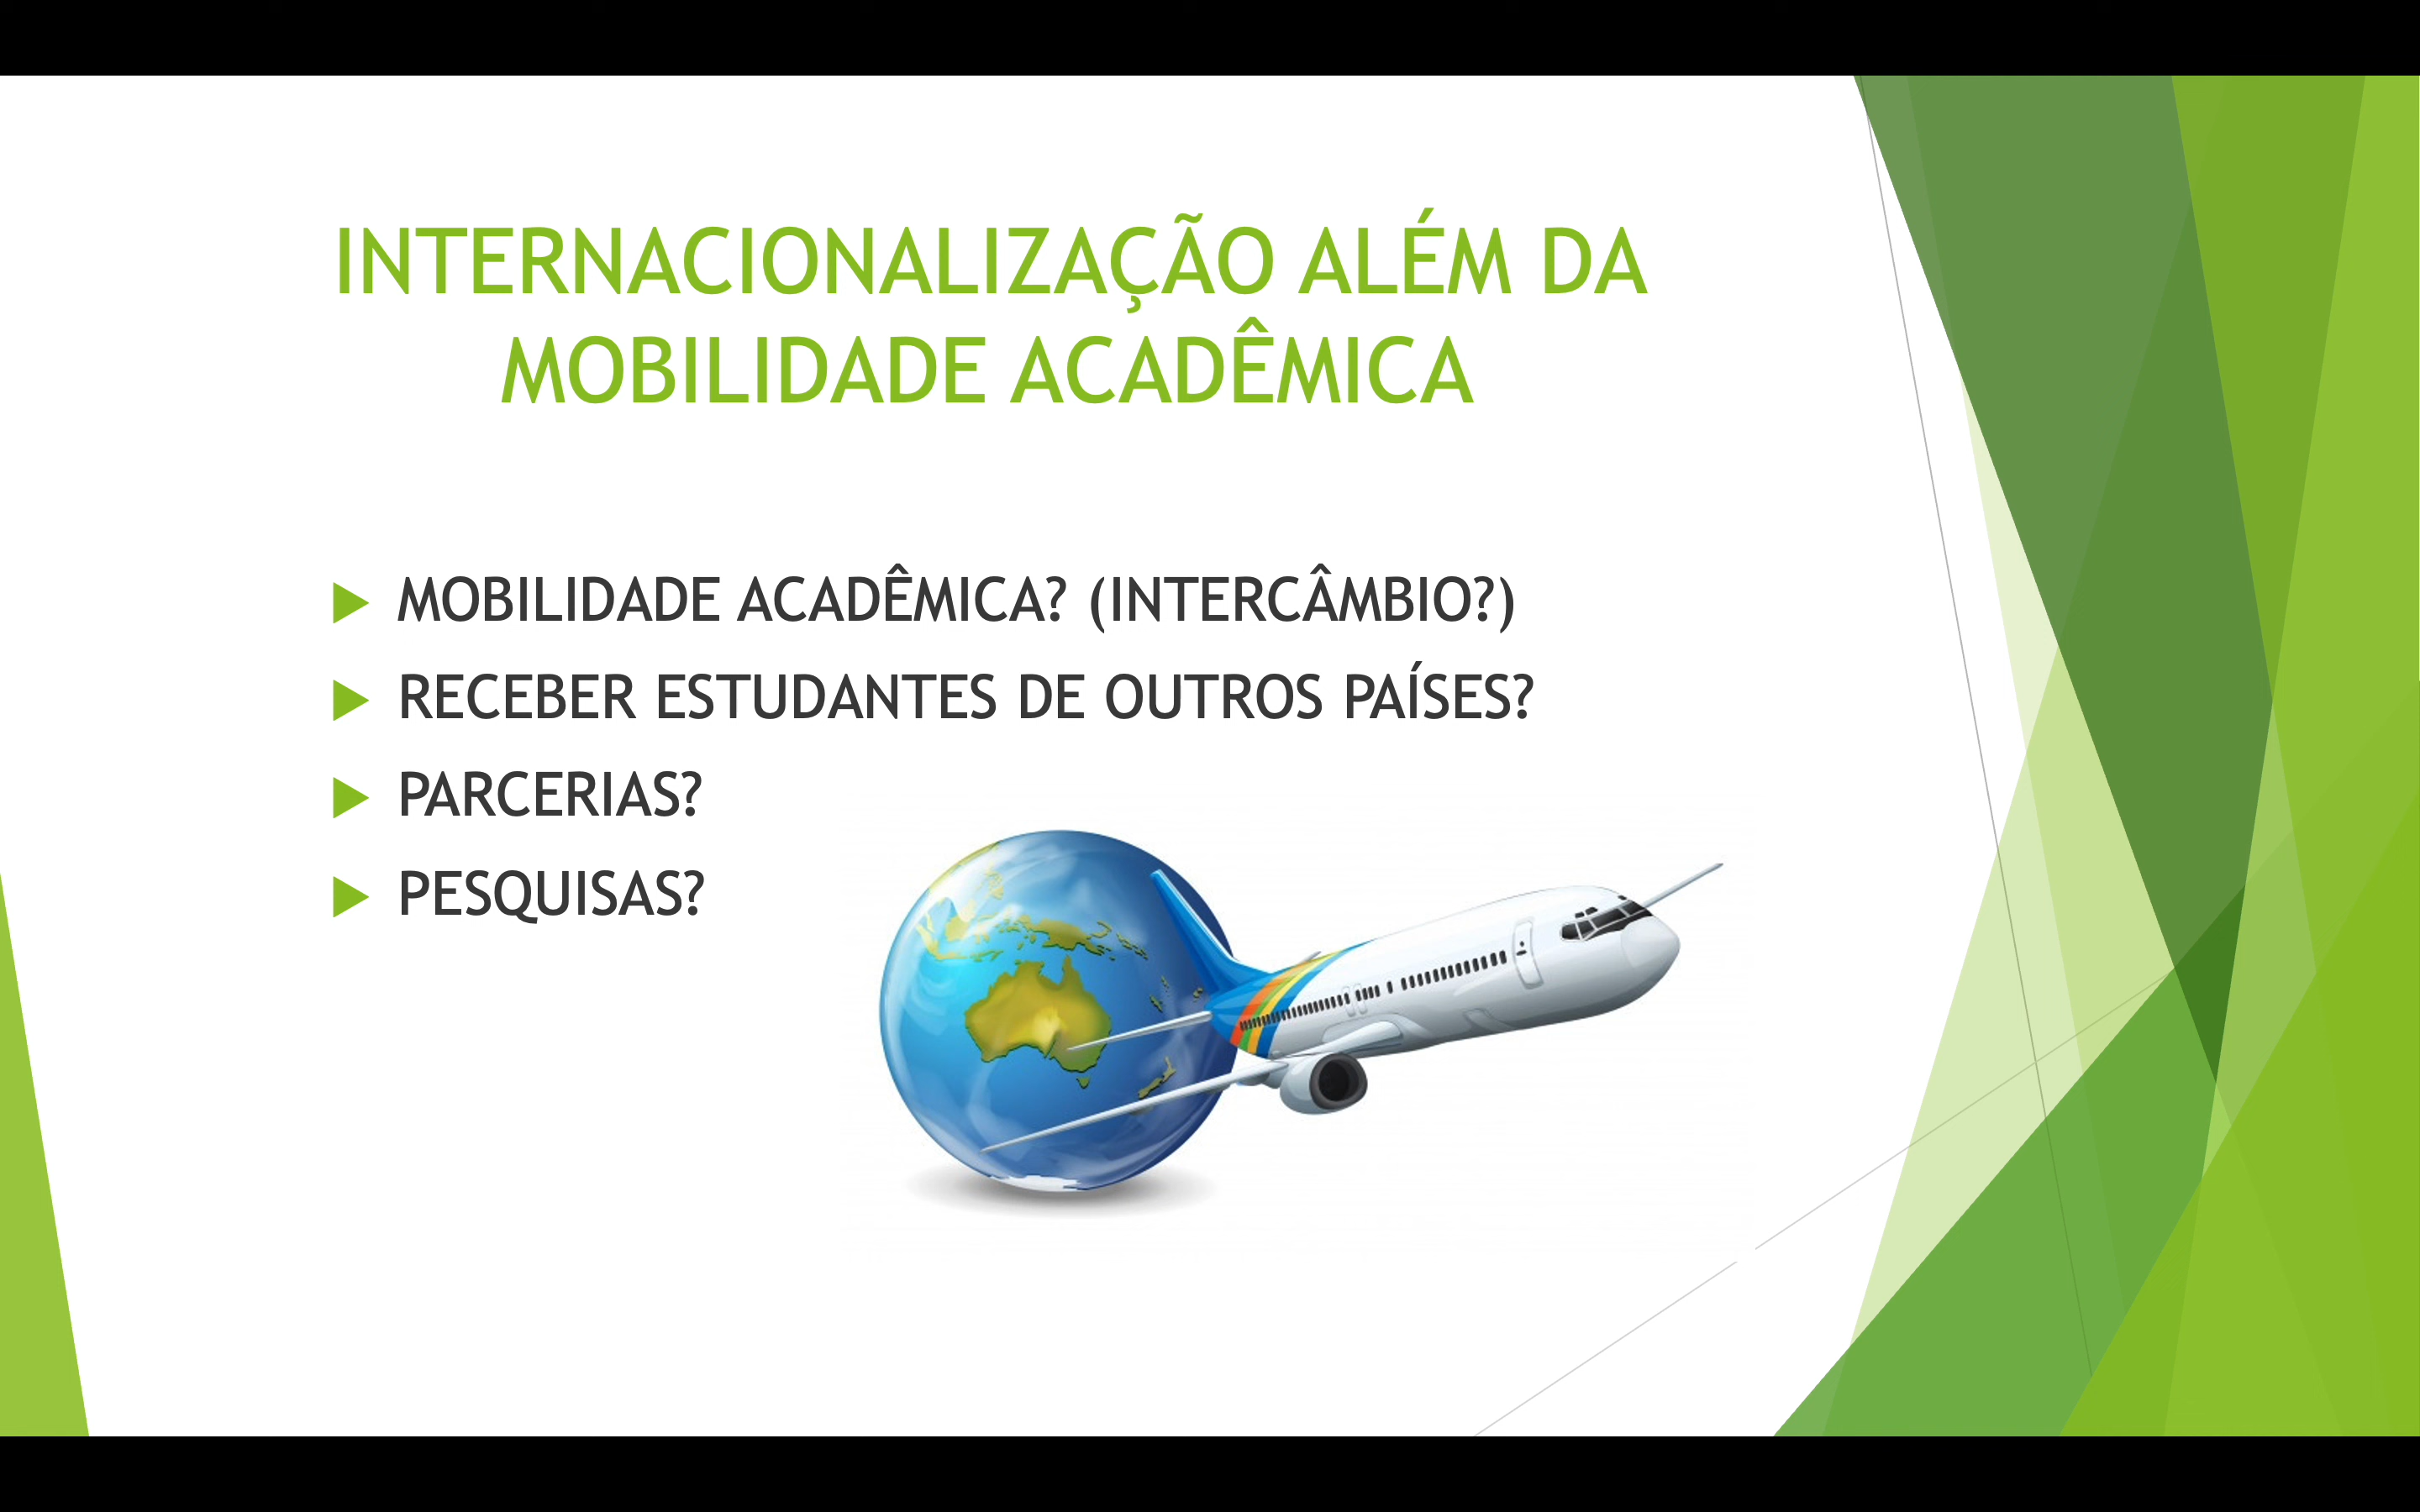 INTERNACIONALIZAÇÃO ALÉM DA
MOBILIDADE ACADÊMICA
MOBILIDADE ACADÊMICA? (INTERCÂMBIO?)
RECEBER ESTUDANTES DE OUTROS PAÍSES?
PARCERIAS?
PESQUISAS?